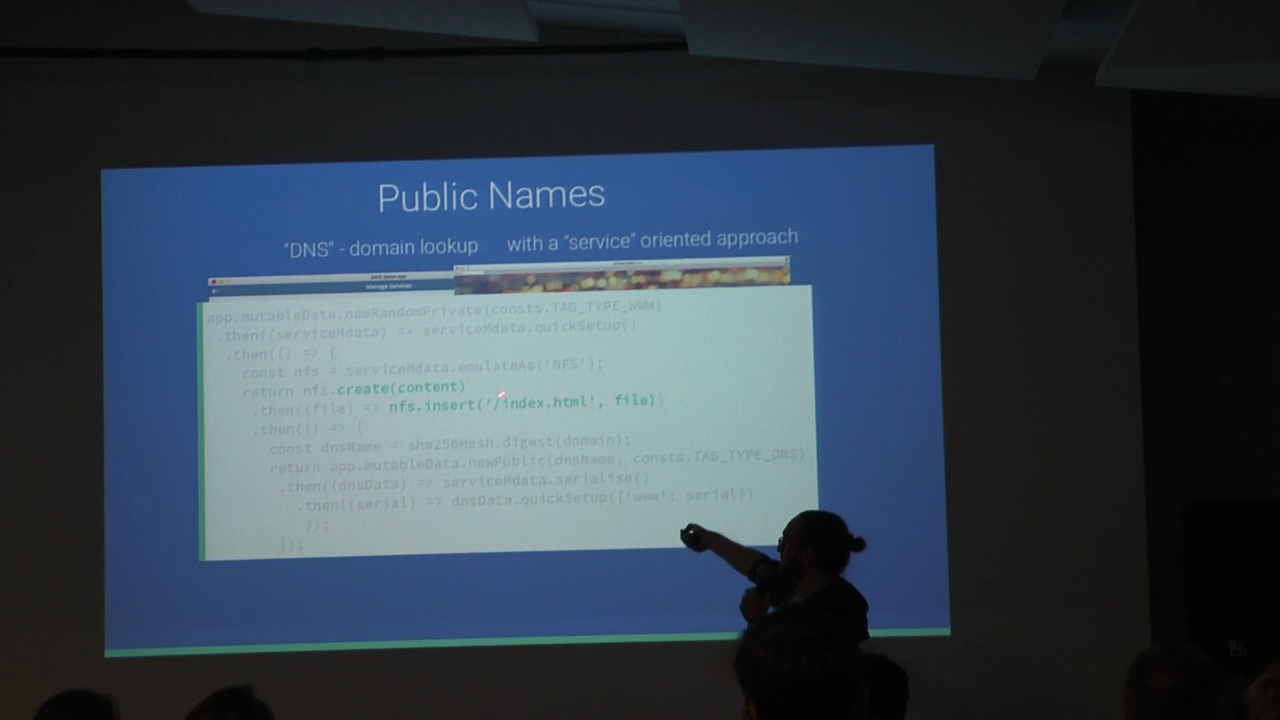 Public Names
"DNS" - domain lookup with a "service" oriented approach
Manage Services
app.mutableData.newRandomPrivate(consts.TAG_TYPE_WWW)
.then((serviceMdata) => serviceMdata.quickSetup()
.then(() => {
const nfs = serviceMdata.emulateAs('NFS');
return nfs.create(content)
.then((file) => nfs.insert('/index.html', file))
.then(() => {
const dnsName = sha256Hash.digest(domain);
return app.mutableData.newPublic(dnsName, consts.TAG_TYPE_DNS)
.then((dnsData) => serviceMdata.serialise()
.then((serial) => dnsData.quickSetup({'www': serial})
});
});